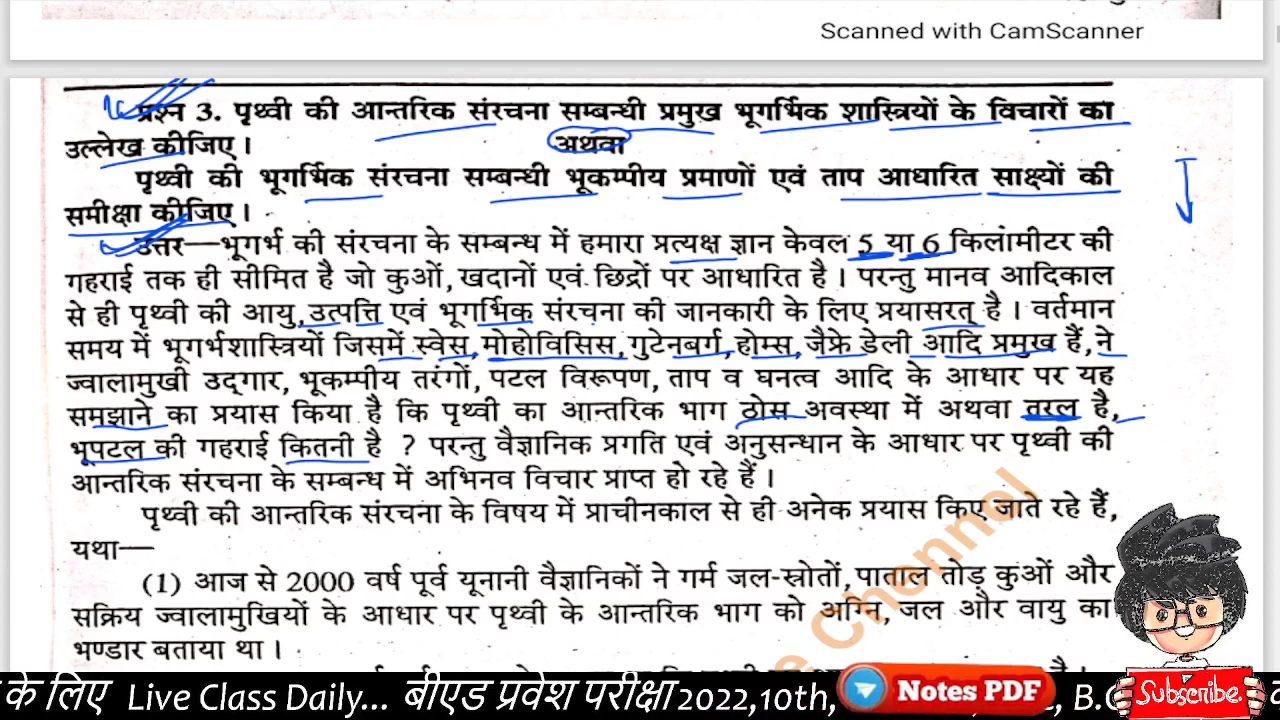 Scanned with CamScanner
प्रश्न 3. पृथ्वी की आन्तरिक संरचना सम्बन्धी प्रमुख भूगर्भिक शास्त्रियों के विचारों का
उल्लेख कीजिए।
अथवा
पृथ्वी की भूगर्भिक संरचना सम्बन्धी भूकम्पीय प्रमाणों एवं ताप आधारित साक्ष्यों की
समीक्षा कीजिए।
उत्तर—भूगर्भ की संरचना के सम्बन्ध में हमारा प्रत्यक्ष ज्ञान केवल 5 या 6 किलोमीटर की
गहराई तक ही सीमित है जो कुओं, खदानों एवं छिद्रों पर आधारित है। परन्तु मानव आदिकाल
से ही पृथ्वी की आयु, उत्पत्ति एवं भूगर्भिक संरचना की जानकारी के लिए प्रयासरत् है। वर्तमान
समय में भूगर्भशास्त्रियों जिसमें स्वेस, मोहोविसिस, गुटेनबर्ग, होम्स, जैफ्रे डेली आदि प्रमुख हैं, ने
ज्वालामुखी उद्गार, भूकम्पीय तरंगों, पटल विरूपण, ताप व घनत्व आदि के आधार पर यह
समझाने का प्रयास किया है कि पृथ्वी का आन्तरिक भाग ठोस अवस्था में अथवा तरल है,
भूपटल की गहराई कितनी है ? परन्तु वैज्ञानिक प्रगति एवं अनुसन्धान के आधार पर पृथ्वी की
आन्तरिक संरचना के सम्बन्ध में अभिनव विचार प्राप्त हो रहे हैं।
पृथ्वी की आन्तरिक संरचना के विषय में प्राचीनकाल से ही अनेक प्रयास किए जाते रहे हैं,
यथा—
(1) आज से 2000 वर्ष पूर्व यूनानी वैज्ञानिकों ने गर्म जल-स्रोतों, पाताल तोड़ कुओं और
सक्रिय ज्वालामुखियों के आधार पर पृथ्वी के आन्तरिक भाग को अग्नि, जल और वायु का
भण्डार बताया था।
के लिए Live Class Daily... बीएड प्रवेश परीक्षा 2022,10th,
Notes PDF
Subscribe.